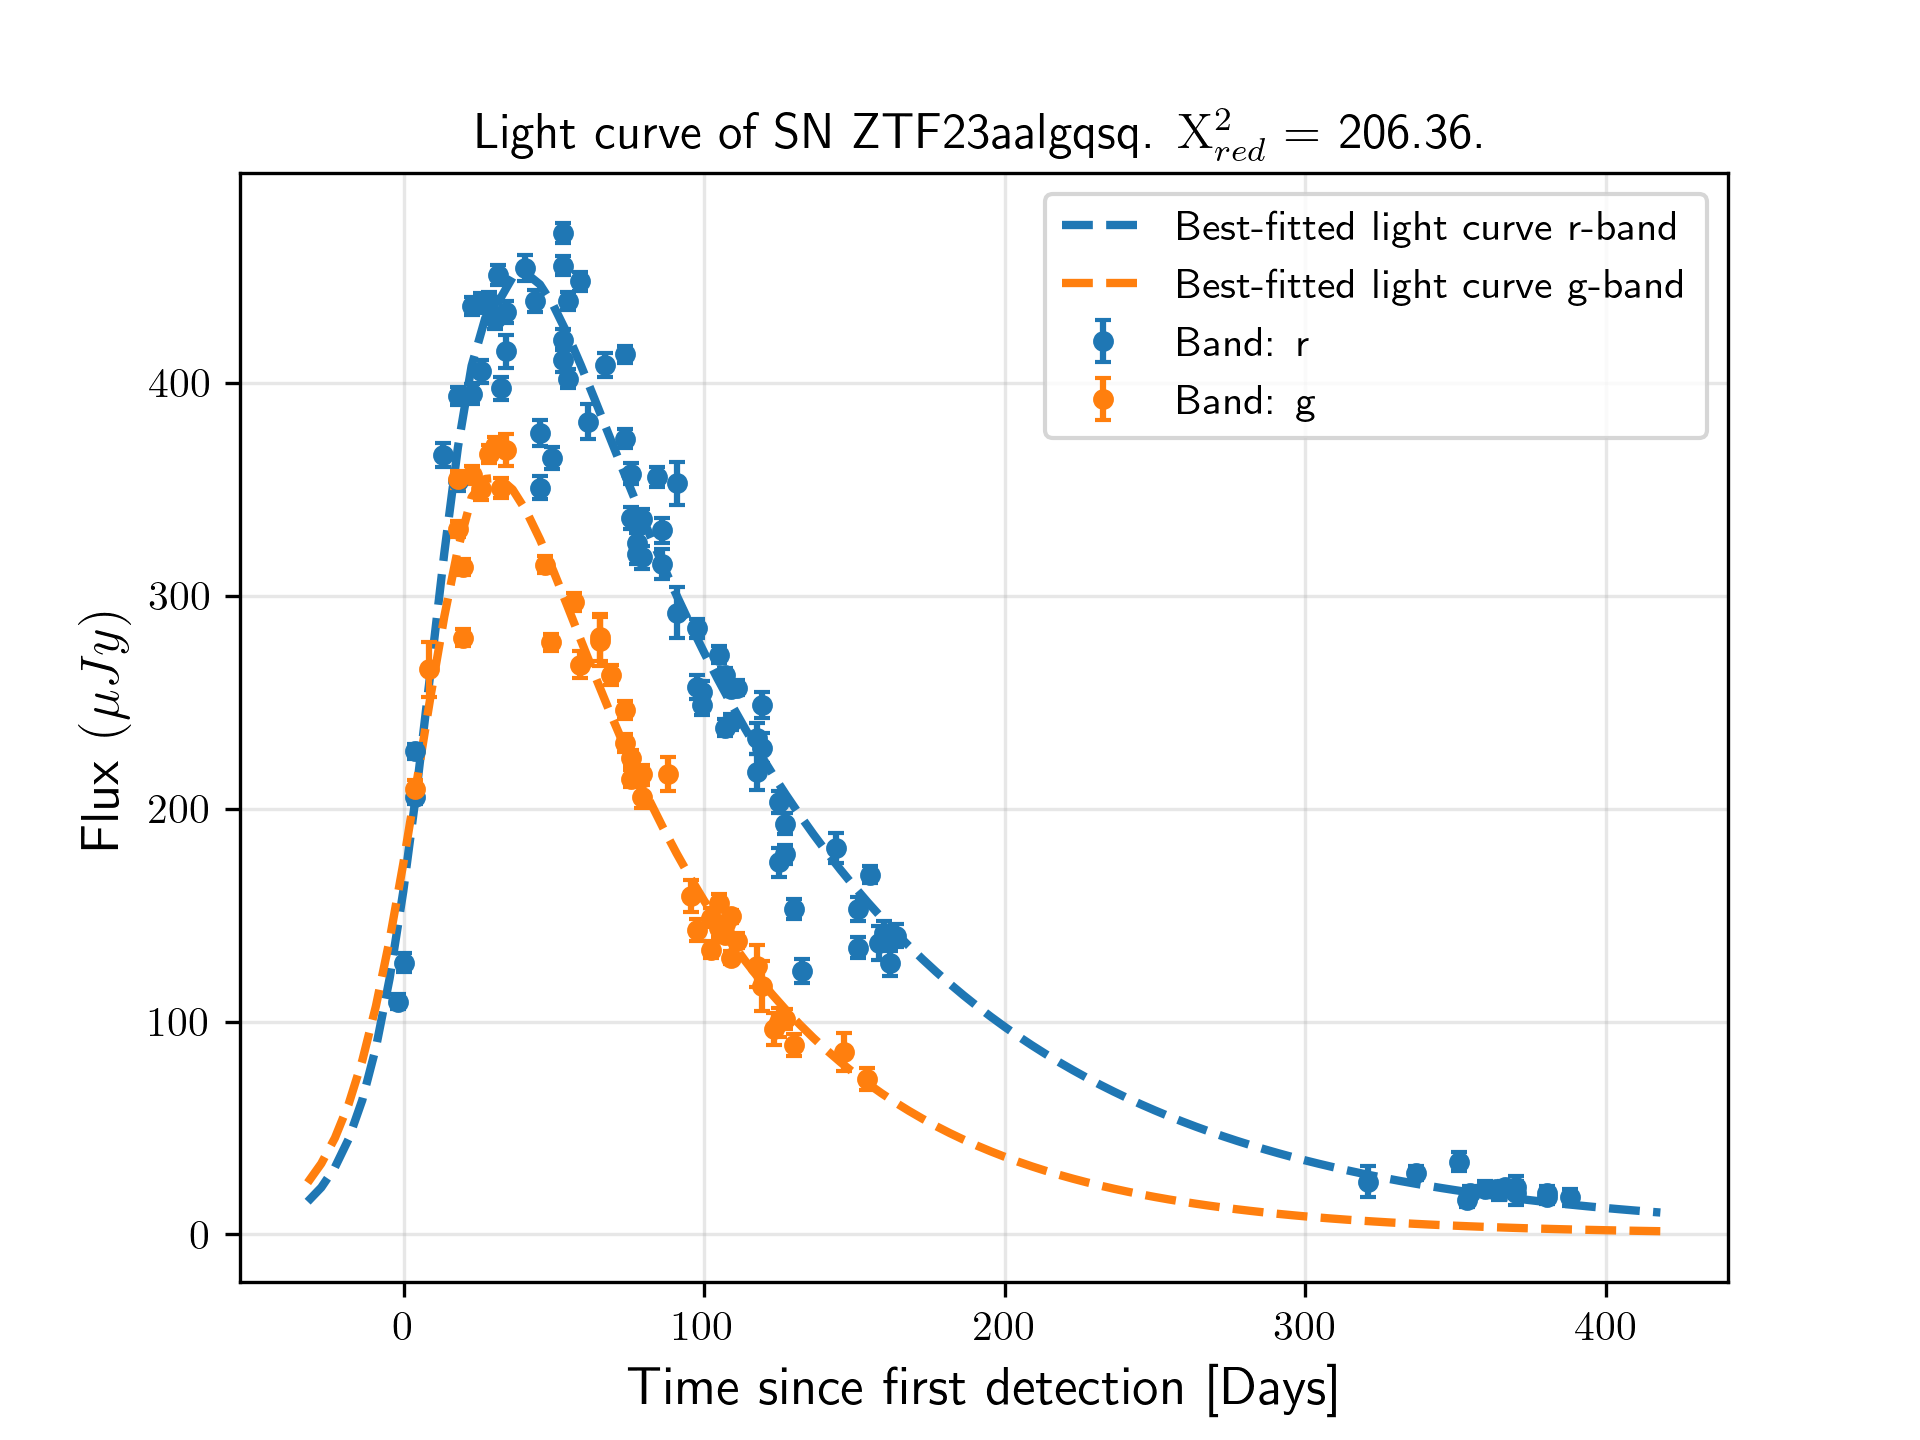 Light curve of SN ZTF23aalgqsq. Χ²_red = 206.36.
Best-fitted light curve r-band
Best-fitted light curve g-band
Band: r
Band: g
Flux (μJy)
400
300
200
100
0
0 100 200 300 400
Time since first detection [Days]